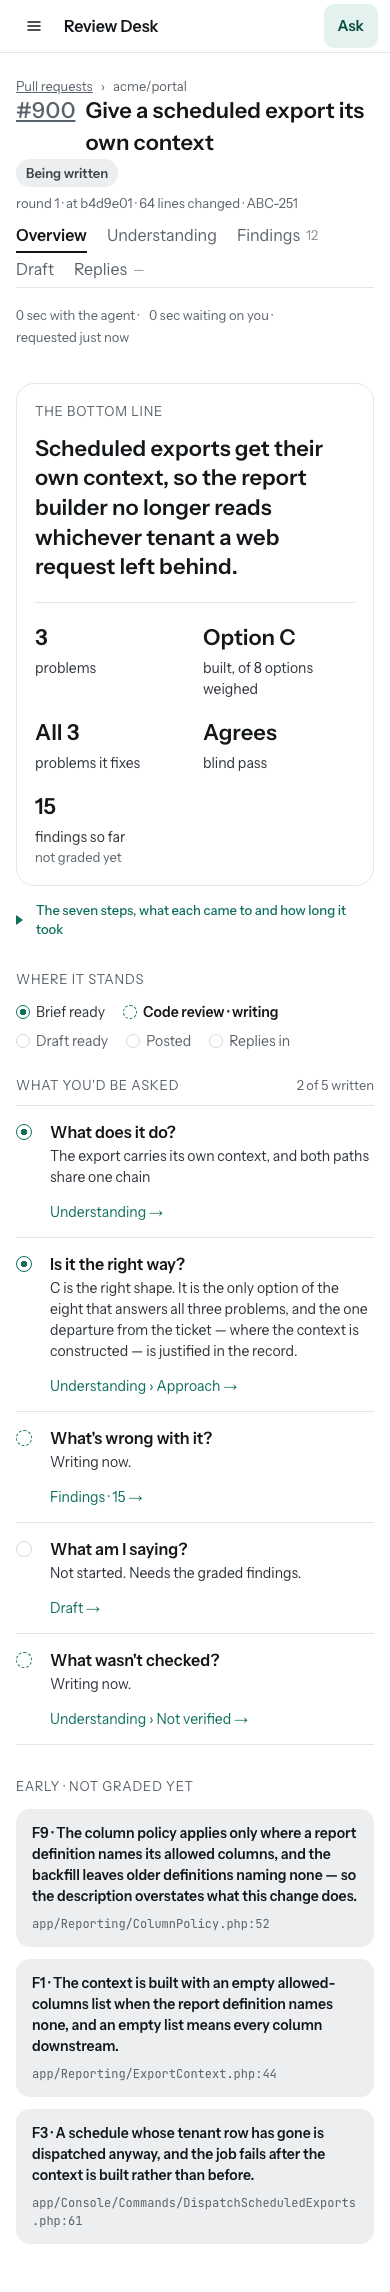 Review Desk
Ask
Pull requests › acme/portal
#900 Give a scheduled export its
own context
Being written
round 1 · at b4d9e01 · 64 lines changed · ABC-251
Overview Understanding Findings 12
Draft Replies —
0 sec with the agent · 0 sec waiting on you ·
requested just now
THE BOTTOM LINE
Scheduled exports get their
own context, so the report
builder no longer reads
whichever tenant a web
request left behind.
3
problems
Option C
built, of 8 options
weighed
All 3
problems it fixes
Agrees
blind pass
15
findings so far
not graded yet
The seven steps, what each came to and how long it
took
WHERE IT STANDS
Brief ready Code review · writing
Draft ready Posted Replies in
WHAT YOU'D BE ASKED 2 of 5 written
What does it do?
The export carries its own context, and both paths
share one chain
Understanding →
Is it the right way?
C is the right shape. It is the only option of the
eight that answers all three problems, and the one
departure from the ticket — where the context is
constructed — is justified in the record.
Understanding › Approach →
What's wrong with it?
Writing now.
Findings · 15 →
What am I saying?
Not started. Needs the graded findings.
Draft →
What wasn't checked?
Writing now.
Understanding › Not verified →
EARLY · NOT GRADED YET
F9 · The column policy applies only where a report
definition names its allowed columns, and the
backfill leaves older definitions naming none — so
the description overstates what this change does.
app/Reporting/ColumnPolicy.php:52
F1 · The context is built with an empty allowed-
columns list when the report definition names
none, and an empty list means every column
downstream.
app/Reporting/ExportContext.php:44
F3 · A schedule whose tenant row has gone is
dispatched anyway, and the job fails after the
context is built rather than before.
app/Console/Commands/DispatchScheduledExports
.php:61